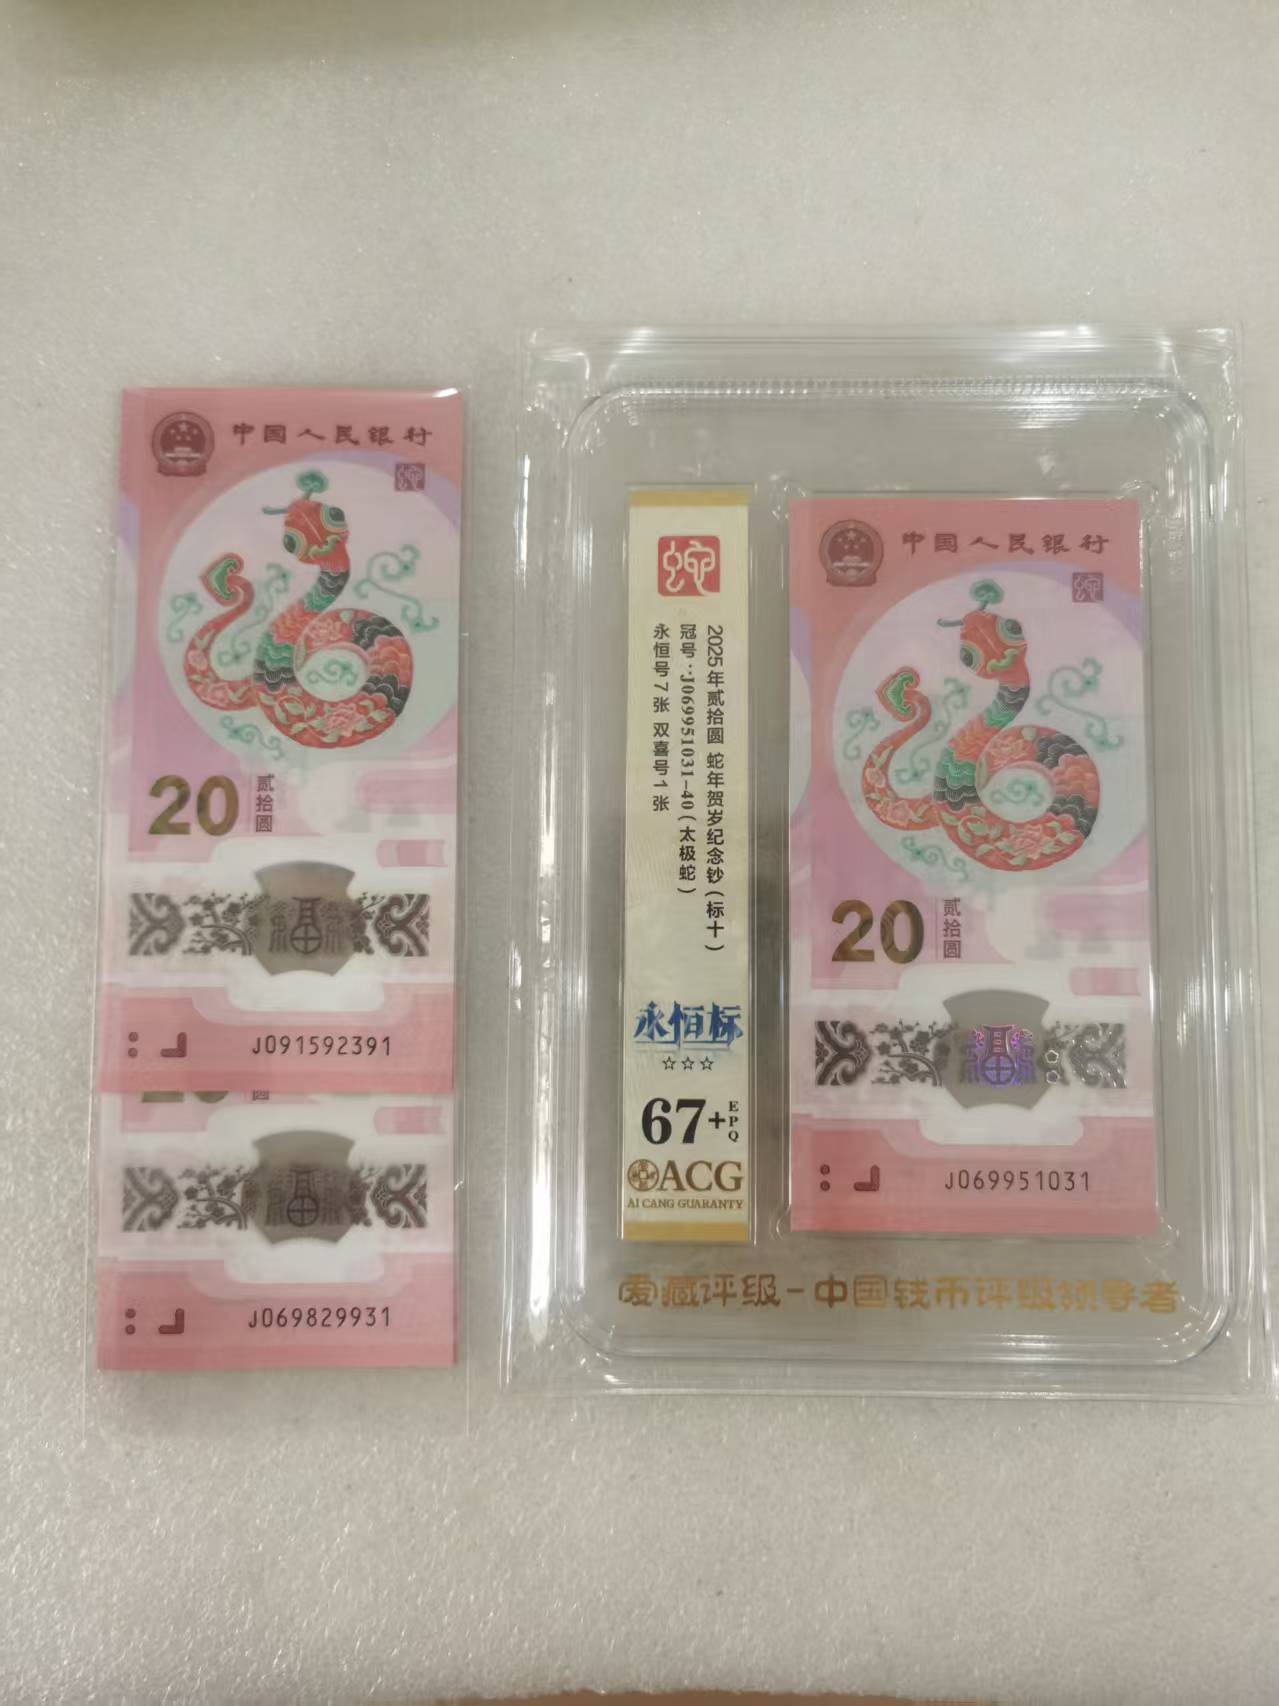 中国人民银行
蛇
20
贰拾圆
福
J091592391
福
J069829931
蛇
2025年贰拾圆 蛇年贺岁纪念钞(标十)
冠号:J069951031-40(太极蛇)
永恒号7张 双喜号1张
永恒标
☆☆☆
67+EPQ
ACG
AI CANG GUARANTY
中国人民银行
蛇
20
贰拾圆
福
J069951031
爱藏评级-中国钱币评级领导者